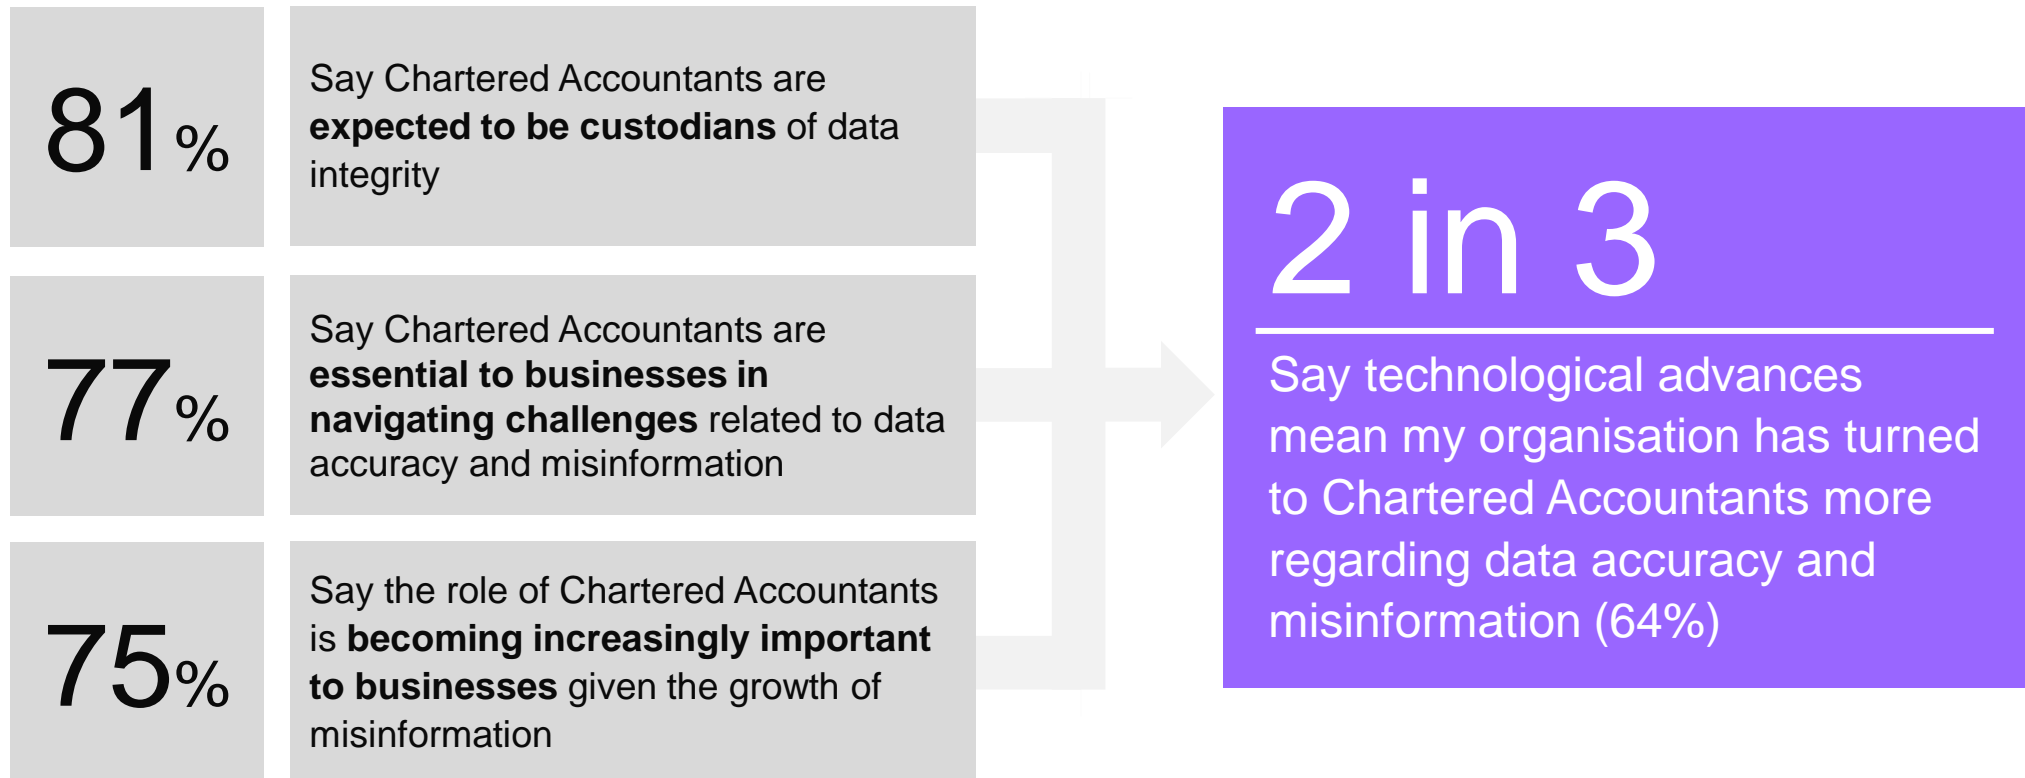 81%
Say Chartered Accountants are
expected to be custodians of data
integrity
77%
Say Chartered Accountants are
essential to businesses in
navigating challenges related to data
accuracy and misinformation
75%
Say the role of Chartered Accountants
is becoming increasingly important
to businesses given the growth of
misinformation
2 in 3
Say technological advances
mean my organisation has turned
to Chartered Accountants more
regarding data accuracy and
misinformation (64%)